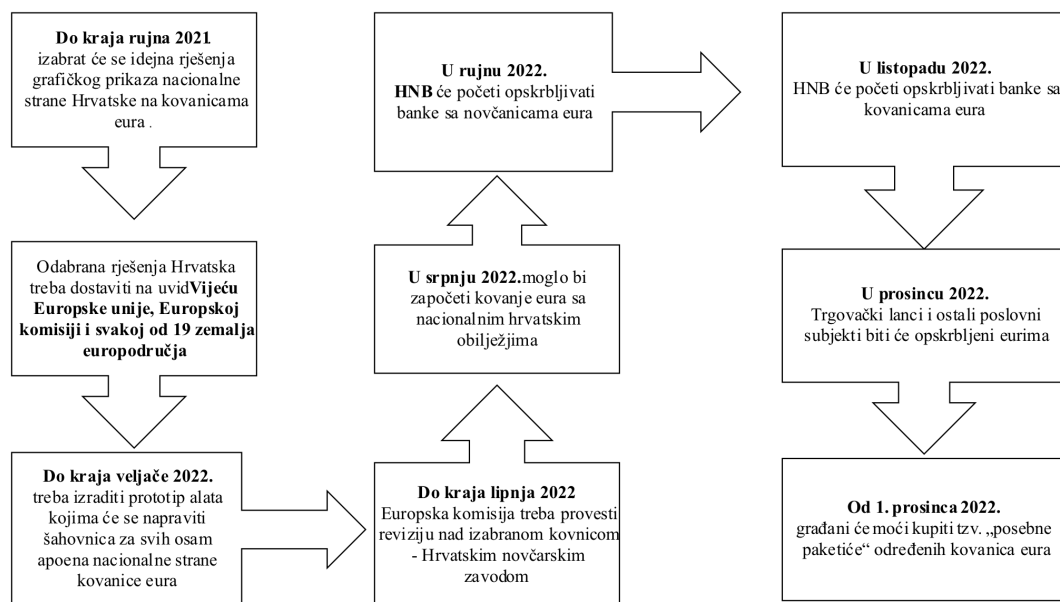 Do kraja rujna 2021
izabrat će se idejna rješenja
grafičkog prikaza nacionalne
strane Hrvatske na kovanicama
eura .
Odabrana rješenja Hrvatska
treba dostaviti na uvidVijeću
Europske unije, Europskoj
komisiji i svakoj od 19 zemalja
europodručja
Do kraja veljače 2022.
treba izraditi prototip alata
kojima će se napraviti
šahovnica za svih osam
apoena nacionalne strane
kovanice eura
Do kraja lipnja 2022
Europska komisija treba provesti
reviziju nad izabranom kovnicom
- Hrvatskim novčarskim
zavodom
U srpnju 2022.moglo bi
započeti kovanje eura sa
nacionalnim hrvatskim
obilježjima
U rujnu 2022.
HNB će početi opskrbljivati
banke sa novčanicama eura
U listopadu 2022.
HNB će početi opskrbljivati banke sa
kovanicama eura
U prosincu 2022.
Trgovački lanci i ostali poslovni
subjekti biti će opskrbljeni eurima
Od 1. prosinca 2022.
građani će moći kupiti tzv. „posebne
paketiće“ određenih kovanica eura